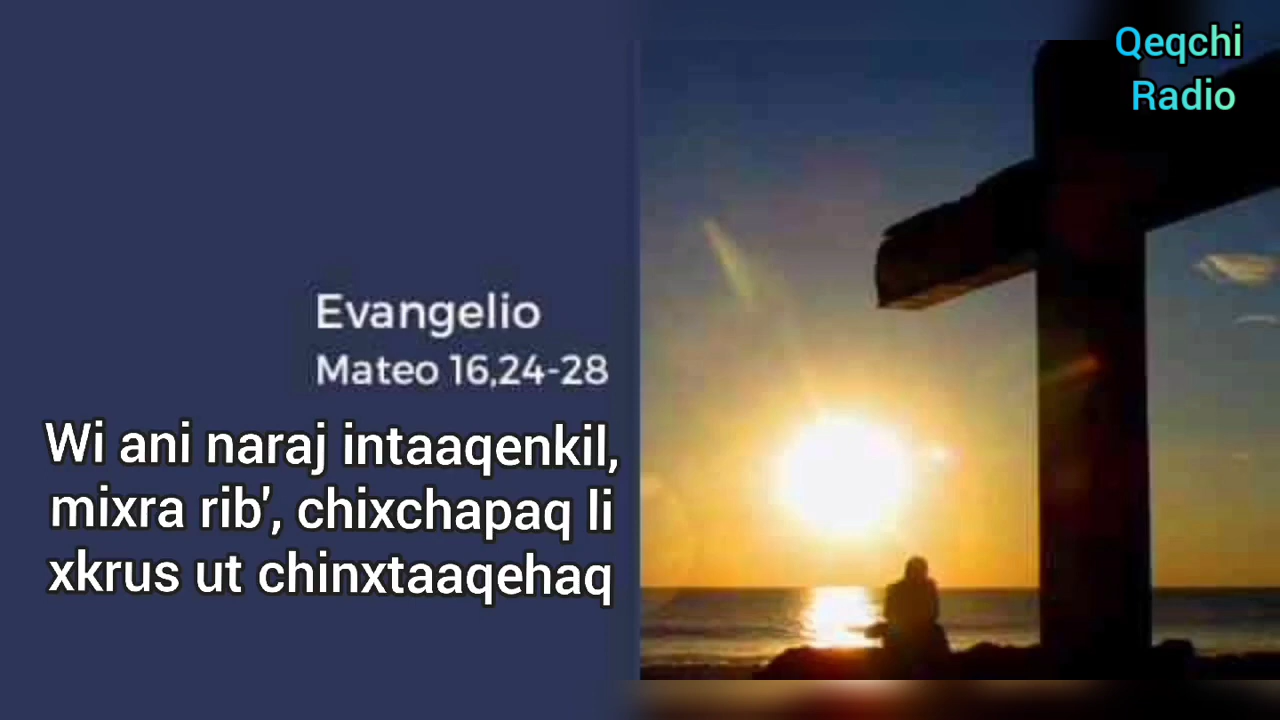 Qeqchi
Radio
Evangelio
Mateo 16,24-28
Wi ani naraj intaaqenkil,
mixra rib', chixchapaq li
xkrus ut chinxtaaqehaq